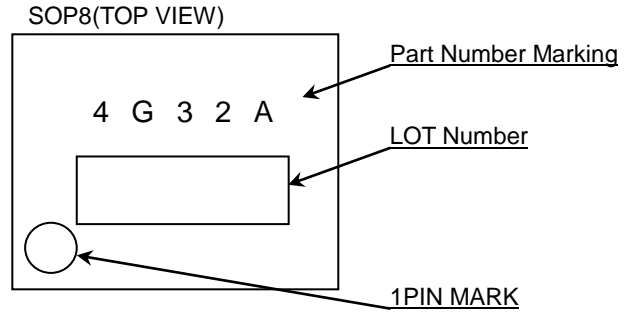 SOP8(TOP VIEW)
Part Number Marking
4 G 3 2 A
LOT Number
1PIN MARK